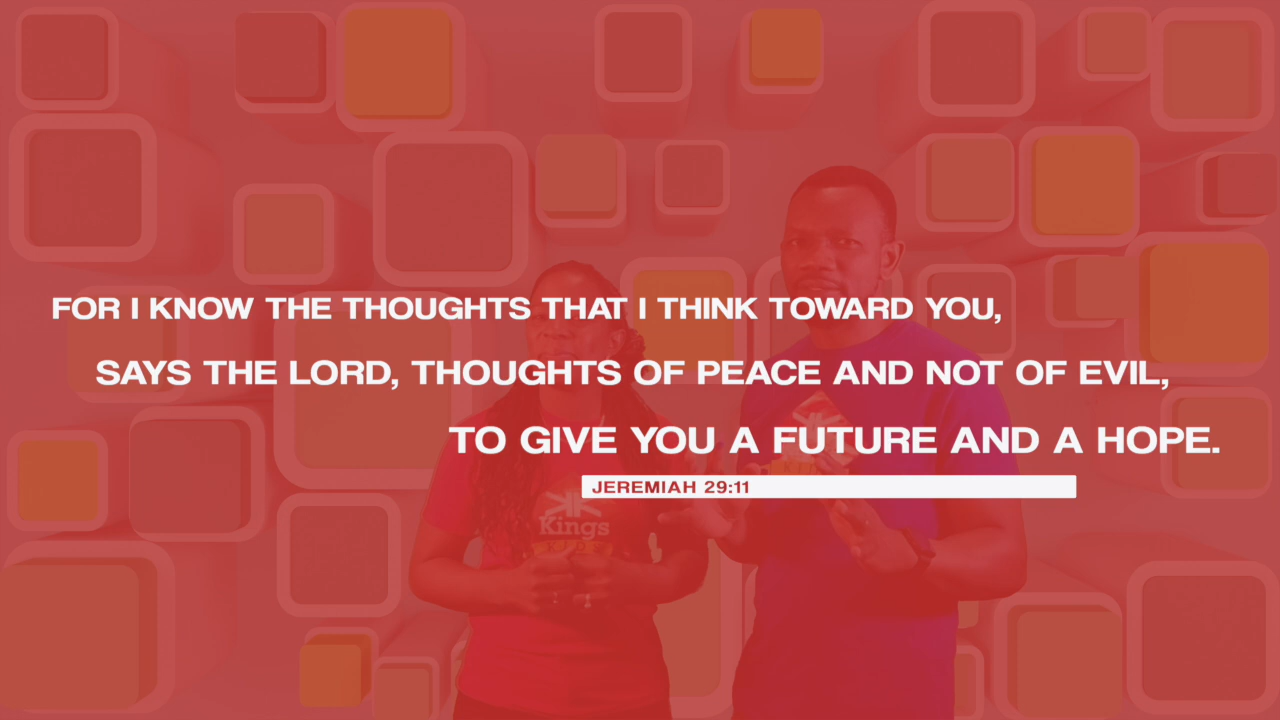 FOR I KNOW THE THOUGHTS THAT I THINK TOWARD YOU,
SAYS THE LORD, THOUGHTS OF PEACE AND NOT OF EVIL,
TO GIVE YOU A FUTURE AND A HOPE.
JEREMIAH 29:11
Kings
KIDS